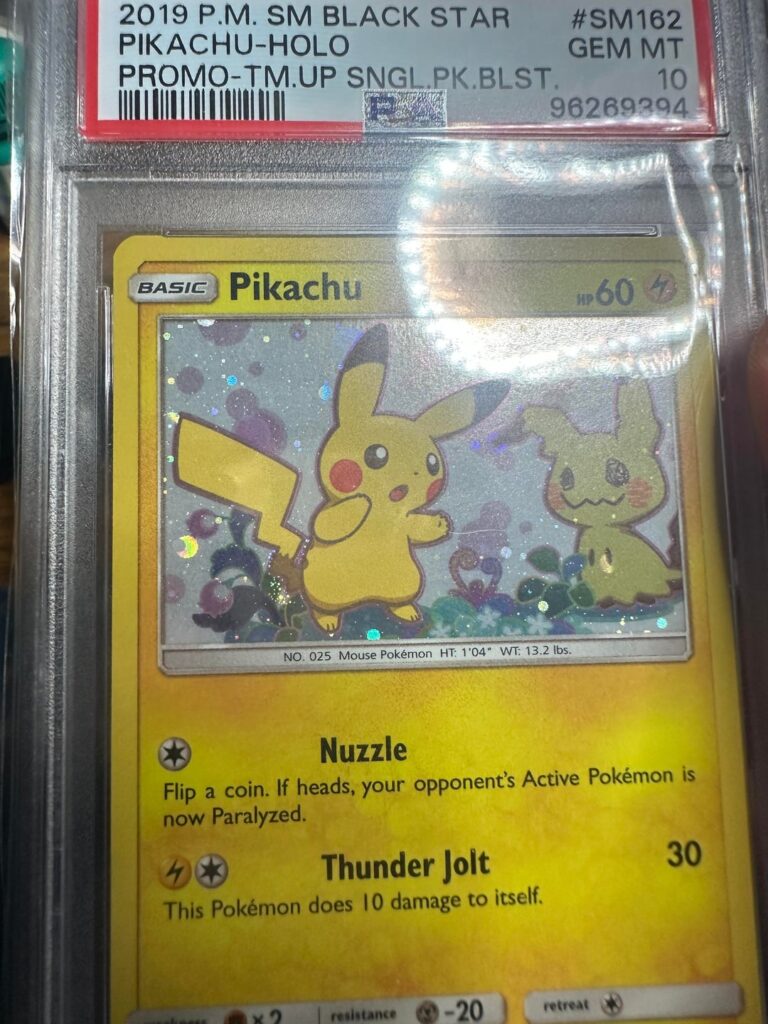 2019 P.M. SM BLACK STAR #SM162
PIKACHU-HOLO GEM MT
PROMO-TM.UP SNGL.PK.BLST. 10
PSA 96269394
BASIC Pikachu HP60
NO. 025 Mouse Pokémon HT: 1'04" WT: 13.2 lbs.
Nuzzle
Flip a coin. If heads, your opponent's Active Pokémon is
now Paralyzed.
Thunder Jolt 30
This Pokémon does 10 damage to itself.
weakness ×2 resistance -20 retreat